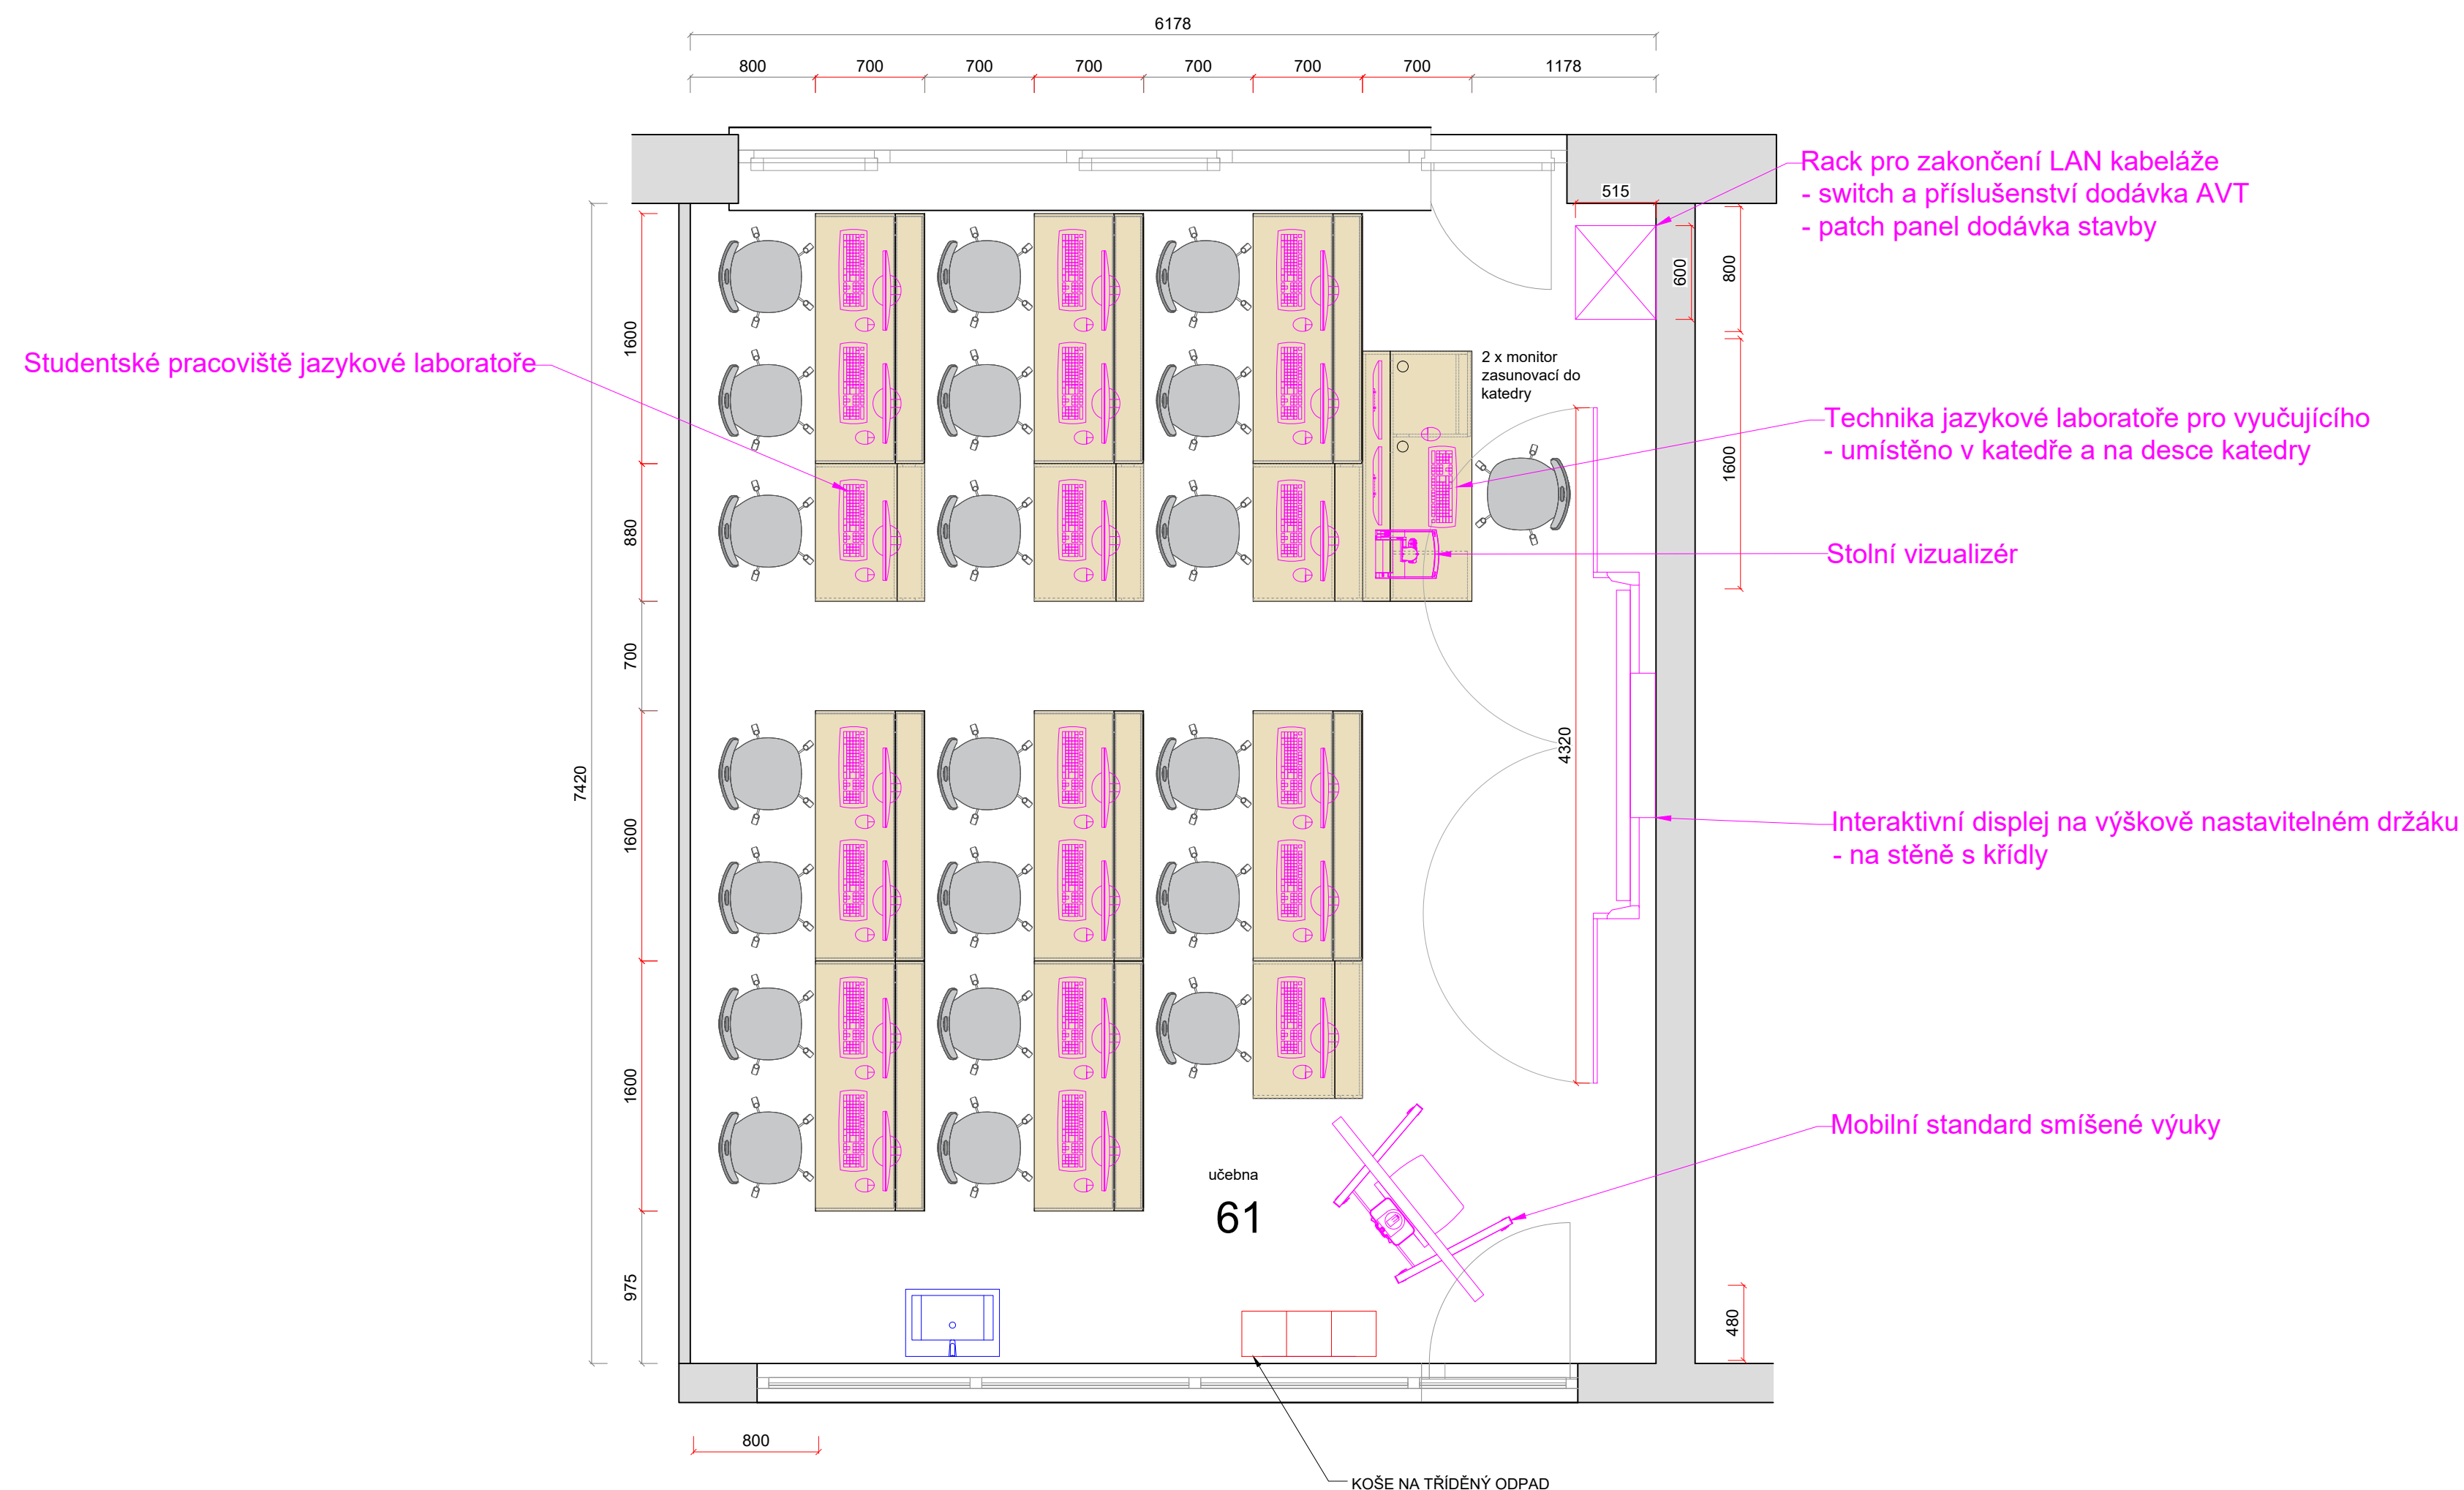 6178
800 700 700 700 700 700 700 1178
Rack pro zakončení LAN kabeláže
- switch a příslušenství dodávka AVT
- patch panel dodávka stavby
515
600
800
1600
Studentské pracoviště jazykové laboratoře
2 x monitor
zasunovací do
katedry
Technika jazykové laboratoře pro vyučujícího
- umístěno v katedře a na desce katedry
1600
880
Stolní vizualizér
700
4320
7420
1600
Interaktivní displej na výškově nastavitelném držáku
- na stěně s křídly
1600
Mobilní standard smíšené výuky
učebna
61
975
480
800
KOŠE NA TŘÍDĚNÝ ODPAD